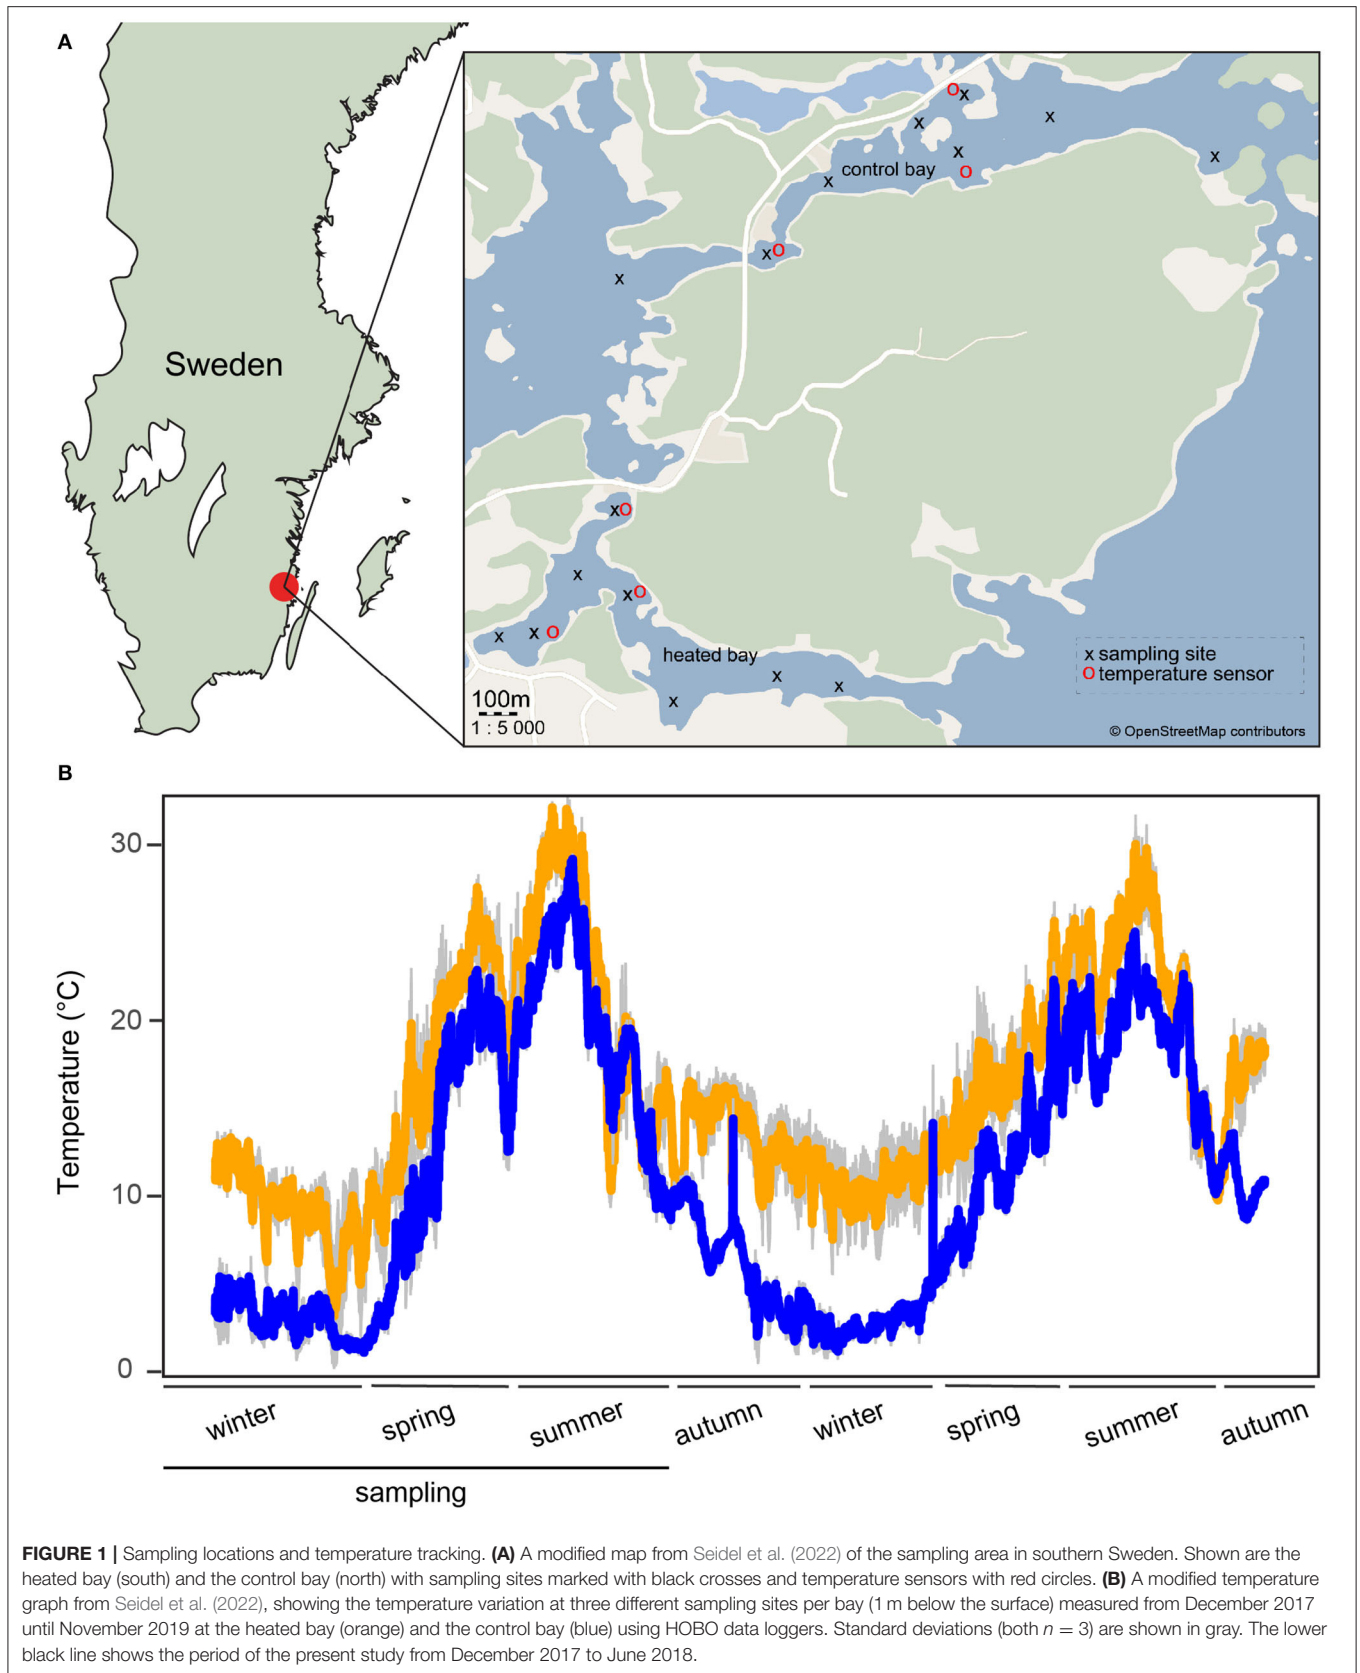 A
Sweden
control bay
heated bay
x sampling site
o temperature sensor
100m
1 : 5 000
© OpenStreetMap contributors
B
Temperature (°C)
30
20
10
0
winter spring summer autumn winter spring summer autumn
sampling
FIGURE 1 | Sampling locations and temperature tracking. (A) A modified map from Seidel et al. (2022) of the sampling area in southern Sweden. Shown are the
heated bay (south) and the control bay (north) with sampling sites marked with black crosses and temperature sensors with red circles. (B) A modified temperature
graph from Seidel et al. (2022), showing the temperature variation at three different sampling sites per bay (1 m below the surface) measured from December 2017
until November 2019 at the heated bay (orange) and the control bay (blue) using HOBO data loggers. Standard deviations (both n = 3) are shown in gray. The lower
black line shows the period of the present study from December 2017 to June 2018.